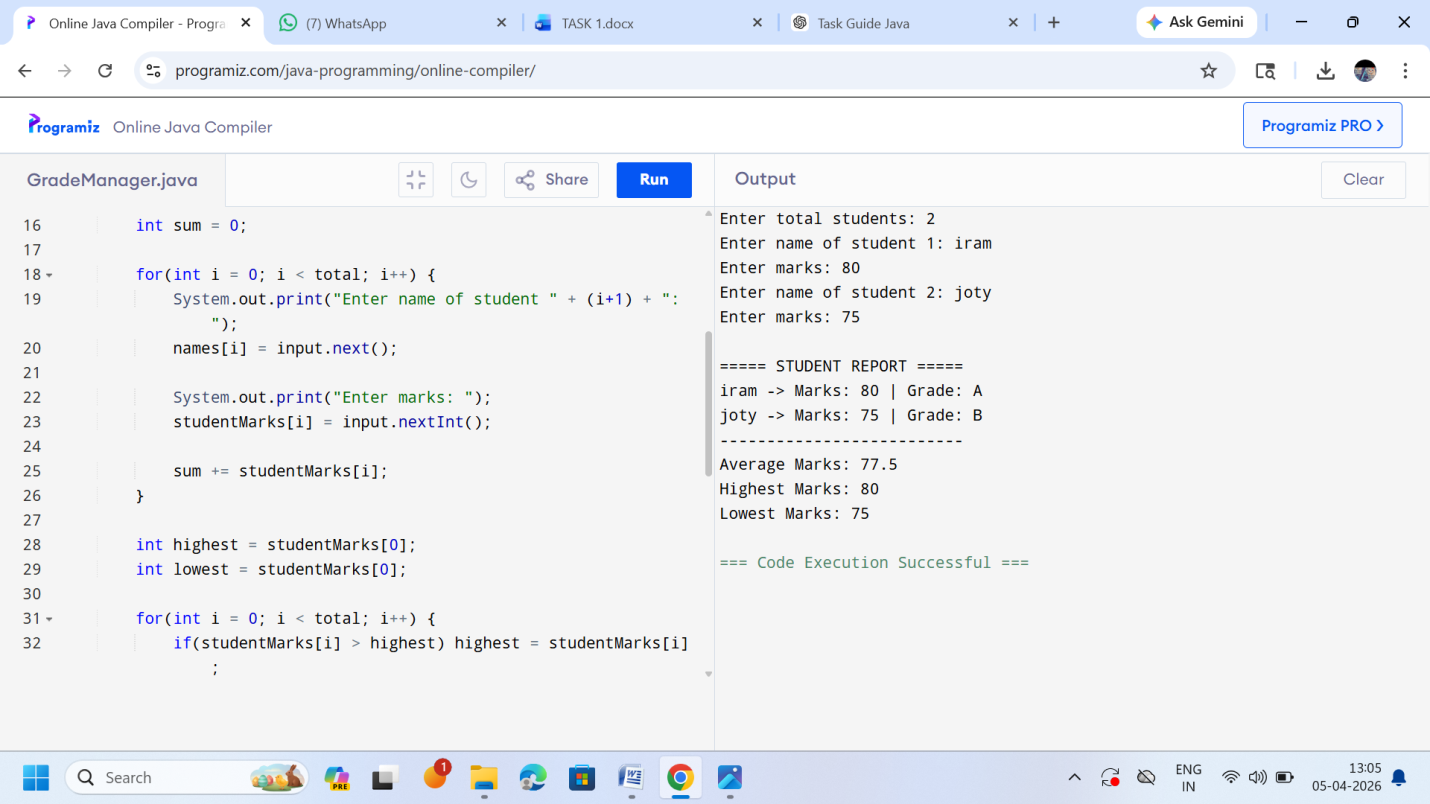 Online Java Compiler - Progra
(7) WhatsApp
TASK 1.docx
Task Guide Java
Ask Gemini
programiz.com/java-programming/online-compiler/
Programiz Online Java Compiler
Programiz PRO
GradeManager.java
Share
Run
Output
Clear
16 int sum = 0;
17
18 for(int i = 0; i < total; i++) {
19 System.out.print("Enter name of student " + (i+1) + ":
");
20 names[i] = input.next();
21
22 System.out.print("Enter marks: ");
23 studentMarks[i] = input.nextInt();
24
25 sum += studentMarks[i];
26 }
27
28 int highest = studentMarks[0];
29 int lowest = studentMarks[0];
30
31 for(int i = 0; i < total; i++) {
32 if(studentMarks[i] > highest) highest = studentMarks[i]
;
Enter total students: 2
Enter name of student 1: iram
Enter marks: 80
Enter name of student 2: joty
Enter marks: 75
===== STUDENT REPORT =====
iram -> Marks: 80 | Grade: A
joty -> Marks: 75 | Grade: B
--------------------------
Average Marks: 77.5
Highest Marks: 80
Lowest Marks: 75
=== Code Execution Successful ===
Search
PRE
1
ENG
IN
13:05
05-04-2026